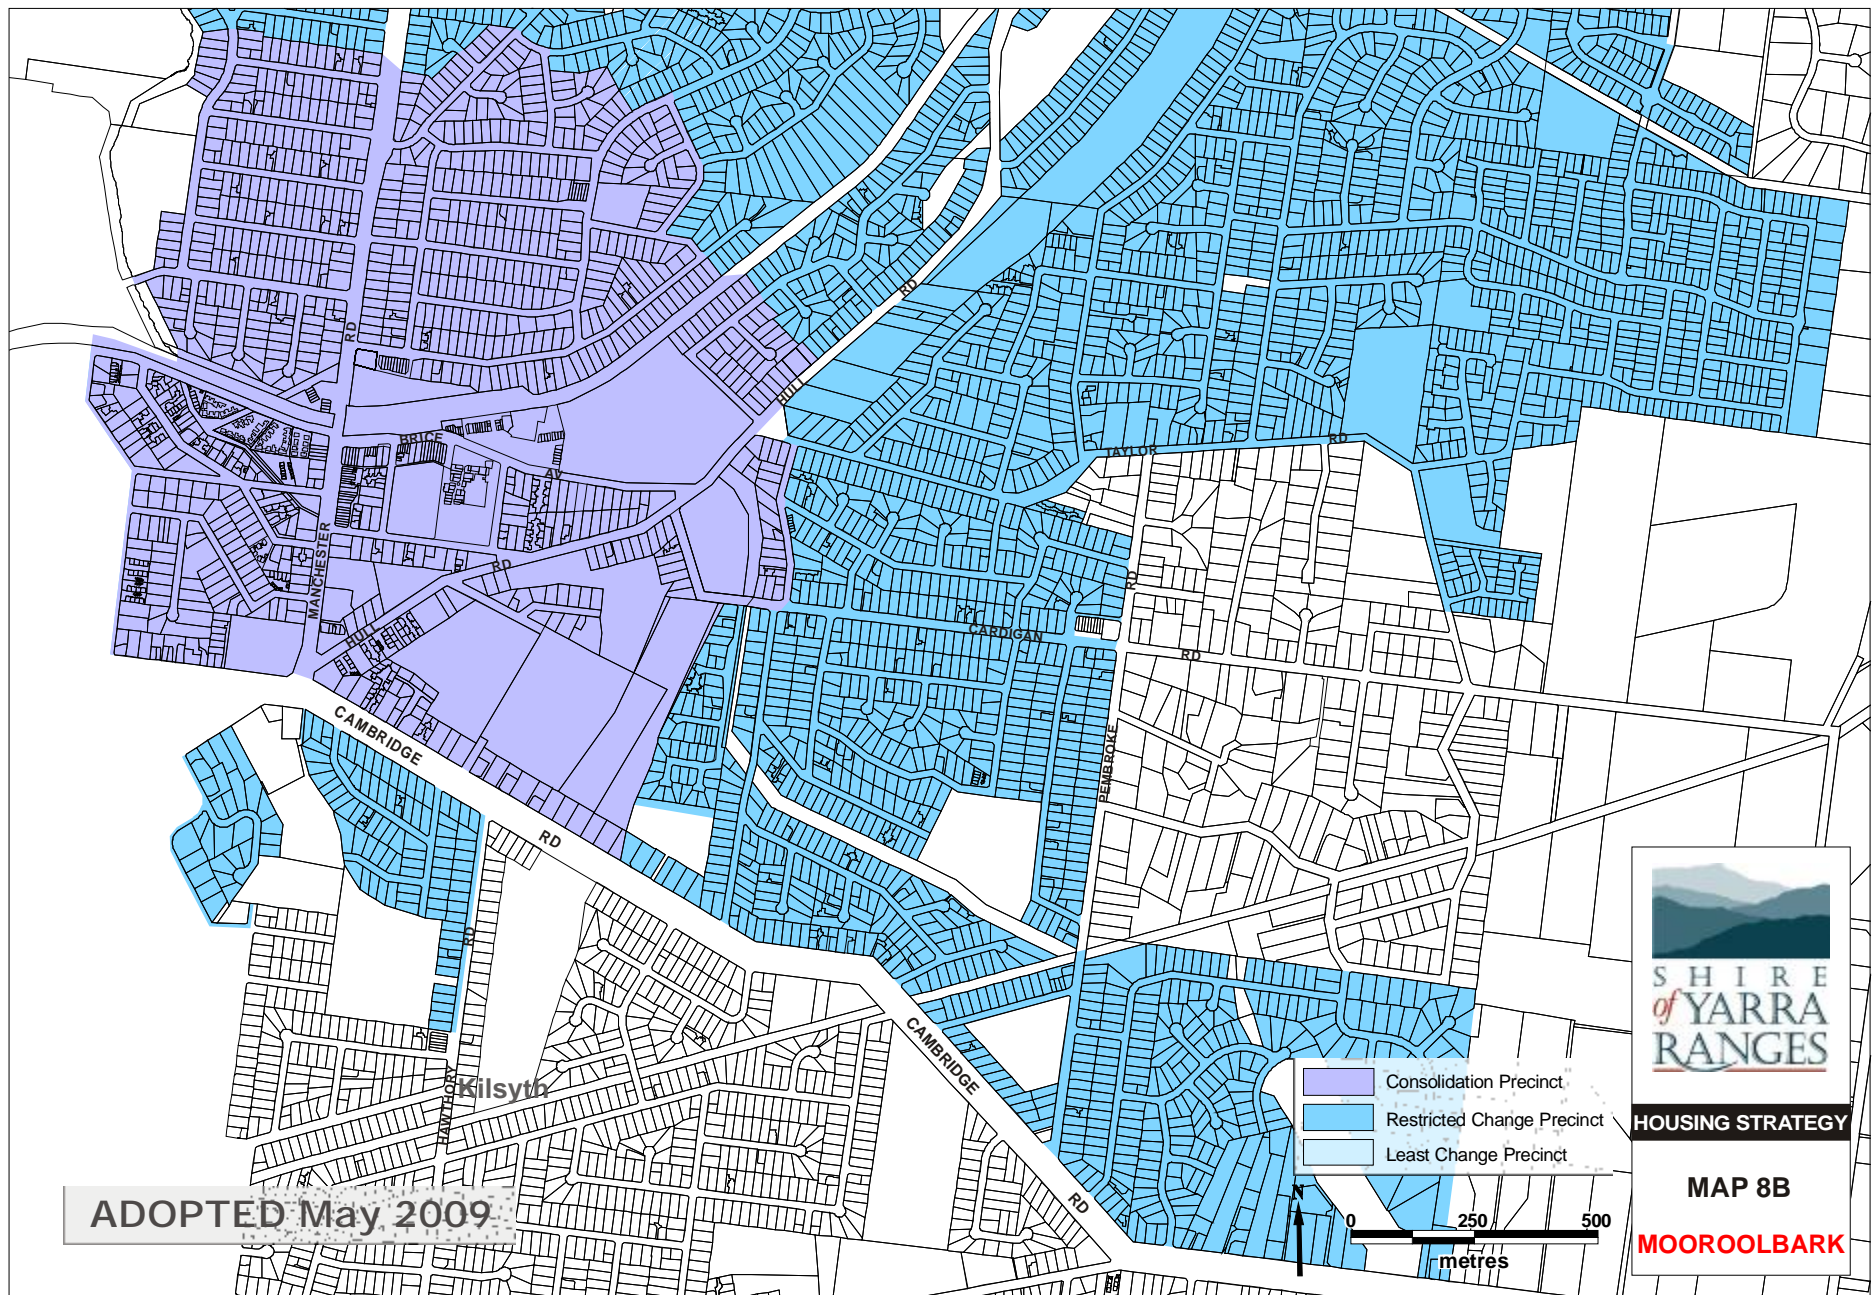 RD
RD
HULL
BRICE
AV
TAYLOR
RD
MANCHESTER
RD
HULL
RD
CARDIGAN
RD
CAMBRIDGE
RD
PEMBROKE
RD
HAWTHORY
Kilsyth
CAMBRIDGE
RD
ADOPTED May 2009
Consolidation Precinct
Restricted Change Precinct
Least Change Precinct
N
0 250 500
metres
SHIRE
of YARRA
RANGES
HOUSING STRATEGY
MAP 8B
MOOROOLBARK